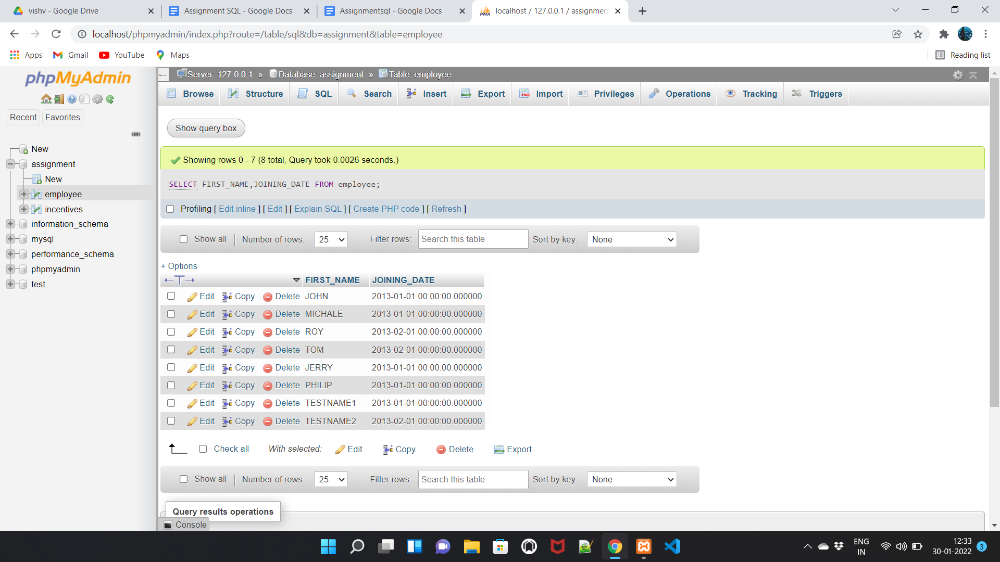 vishv - Google Drive
Assignment SQL - Google Docs
Assignmentsql - Google Docs
PMA
localhost / 127.0.0.1 / assignment
localhost/phpmyadmin/index.php?route=/table/sql&db=assignment&table=employee
Apps Gmail YouTube Maps Reading list
phpMyAdmin
Recent Favorites
New
assignment
New
employee
incentives
information_schema
mysql
performance_schema
phpmyadmin
test
Server: 127.0.0.1 » Database: assignment » Table: employee
Browse Structure SQL Search Insert Export Import Privileges Operations Tracking Triggers
Show query box
Showing rows 0 - 7 (8 total, Query took 0.0026 seconds.)
SELECT FIRST_NAME,JOINING_DATE FROM employee;
Profiling [ Edit inline ] [ Edit ] [ Explain SQL ] [ Create PHP code ] [ Refresh ]
Show all | Number of rows: 25 Filter rows: Search this table Sort by key: None
+ Options
←T→ FIRST_NAME JOINING_DATE
Edit Copy Delete JOHN 2013-01-01 00:00:00.000000
Edit Copy Delete MICHALE 2013-01-01 00:00:00.000000
Edit Copy Delete ROY 2013-02-01 00:00:00.000000
Edit Copy Delete TOM 2013-02-01 00:00:00.000000
Edit Copy Delete JERRY 2013-01-01 00:00:00.000000
Edit Copy Delete PHILIP 2013-01-01 00:00:00.000000
Edit Copy Delete TESTNAME1 2013-01-01 00:00:00.000000
Edit Copy Delete TESTNAME2 2013-02-01 00:00:00.000000
Check all With selected: Edit Copy Delete Export
Show all | Number of rows: 25 Filter rows: Search this table Sort by key: None
Query results operations
Console
ENG
IN
12:33
30-01-2022
3